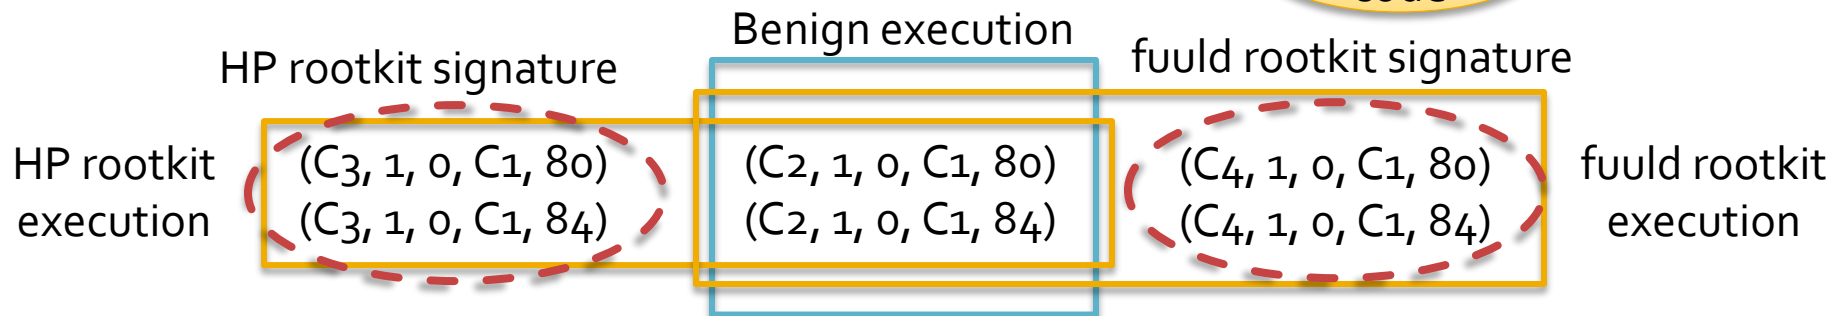 Benign execution
HP rootkit signature
fuuld rootkit signature
HP rootkit
execution
(C3, 1, 0, C1, 80)
(C3, 1, 0, C1, 84)
(C2, 1, 0, C1, 80)
(C2, 1, 0, C1, 84)
(C4, 1, 0, C1, 80)
(C4, 1, 0, C1, 84)
fuuld rootkit
execution